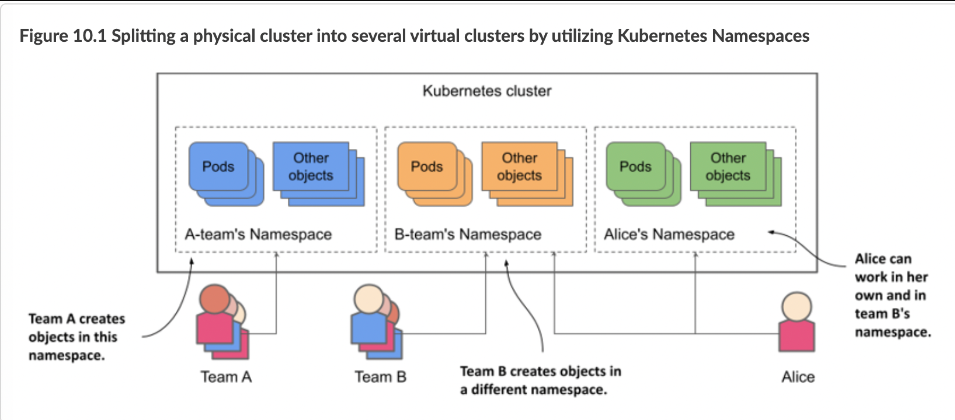 Figure 10.1 Splitting a physical cluster into several virtual clusters by utilizing Kubernetes Namespaces
Kubernetes cluster
Pods
Other
objects
A-team's Namespace
Pods
Other
objects
B-team's Namespace
Pods
Other
objects
Alice's Namespace
Team A creates
objects in this
namespace.
Team A
Team B
Team B creates objects in
a different namespace.
Alice
Alice can
work in her
own and in
team B's
namespace.